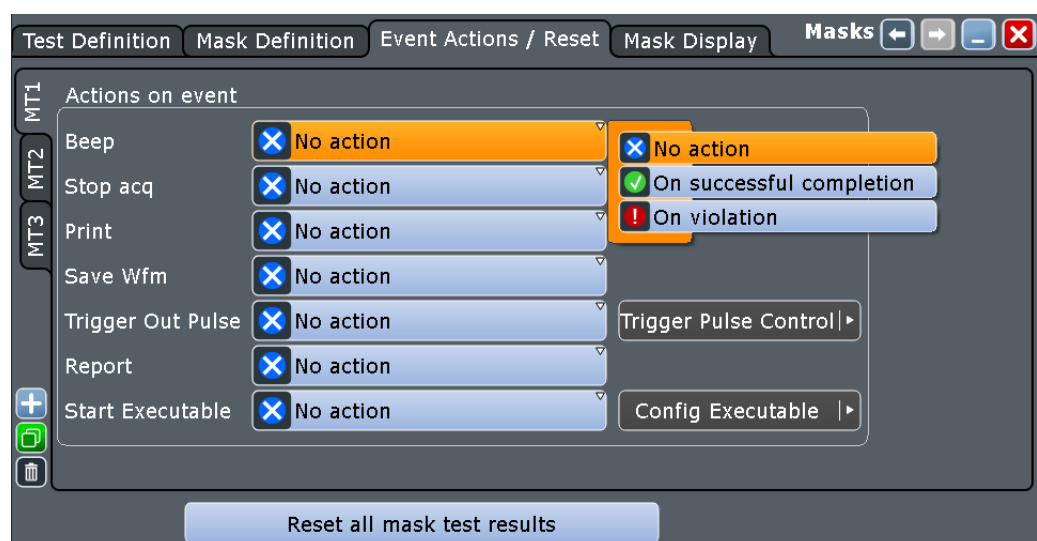 Test Definition Mask Definition Event Actions / Reset Mask Display Masks
MT1
MT2
MT3
Actions on event
Beep No action
No action
On successful completion
On violation
Stop acq No action
Print No action
Save Wfm No action
Trigger Out Pulse No action Trigger Pulse Control
Report No action
Start Executable No action Config Executable
Reset all mask test results